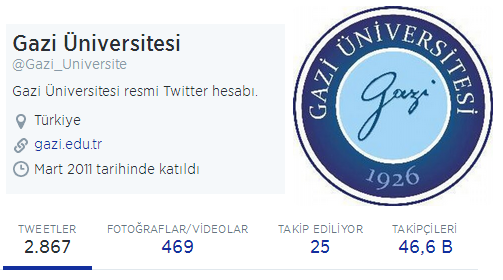 Gazi Üniversitesi
@Gazi_Universite
Gazi Üniversitesi resmi Twitter hesabı.
Türkiye
gazi.edu.tr
Mart 2011 tarihinde katıldı
GAZİ ÜNİVERSİTESİ
Gazi
1926
TWEETLER FOTOĞRAFLAR/VİDEOLAR TAKİP EDİLİYOR TAKİPÇİLERİ
2.867 469 25 46,6 B